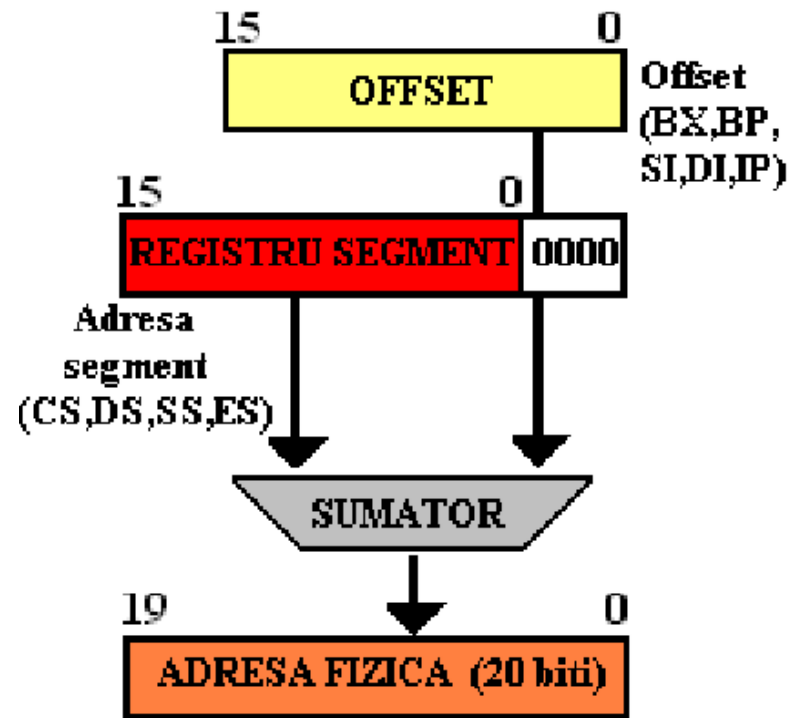 15 0
OFFSET
Offset
(BX,BP,
SI,DI,IP)
15 0
REGISTRU SEGMENT 0000
Adresa
segment
(CS,DS,SS,ES)
SUMATOR
19 0
ADRESA FIZICA (20 biti)